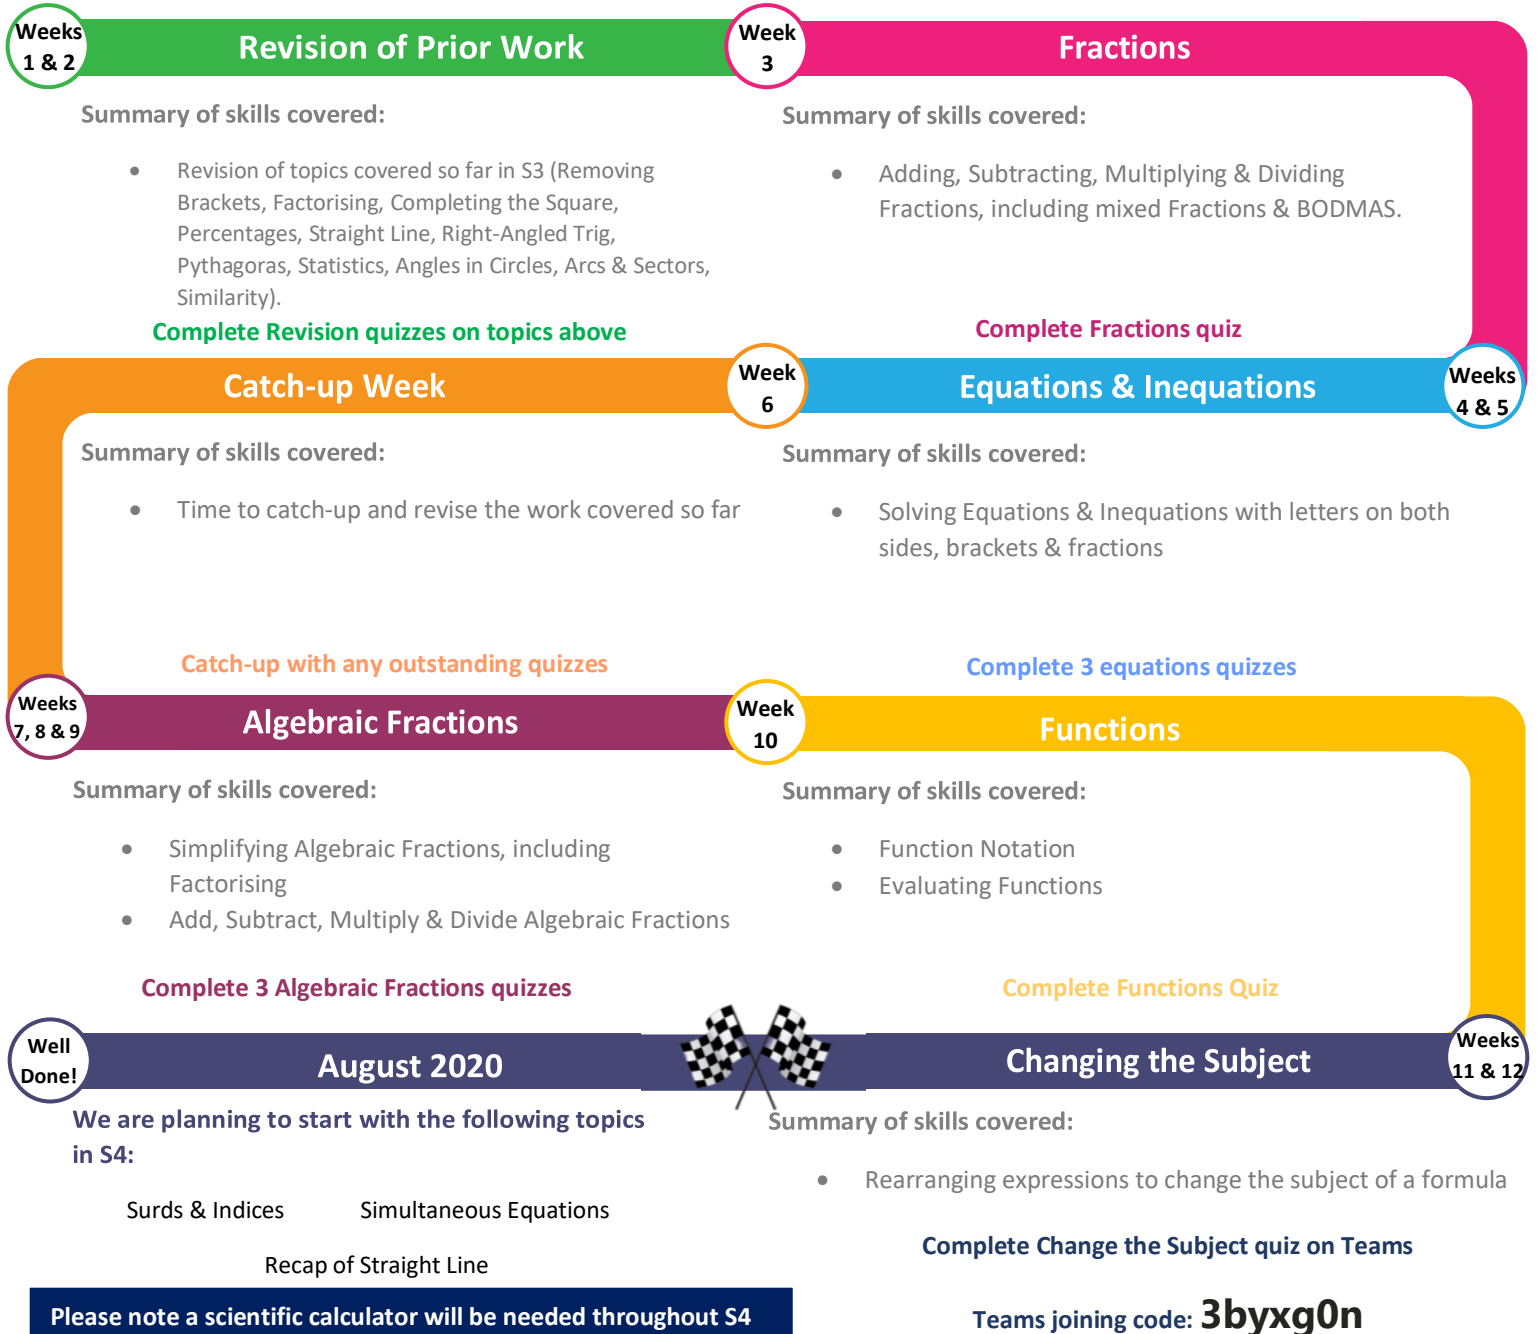 Weeks
1 & 2
Revision of Prior Work
Summary of skills covered:
• Revision of topics covered so far in S3 (Removing
Brackets, Factorising, Completing the Square,
Percentages, Straight Line, Right-Angled Trig,
Pythagoras, Statistics, Angles in Circles, Arcs & Sectors,
Similarity).
Complete Revision quizzes on topics above
Week
3
Fractions
Summary of skills covered:
• Adding, Subtracting, Multiplying & Dividing
Fractions, including mixed Fractions & BODMAS.
Complete Fractions quiz
Weeks
4 & 5
Equations & Inequations
Summary of skills covered:
• Solving Equations & Inequations with letters on both
sides, brackets & fractions
Complete 3 equations quizzes
Week
6
Catch-up Week
Summary of skills covered:
• Time to catch-up and revise the work covered so far
Catch-up with any outstanding quizzes
Weeks
7, 8 & 9
Algebraic Fractions
Summary of skills covered:
• Simplifying Algebraic Fractions, including
Factorising
• Add, Subtract, Multiply & Divide Algebraic Fractions
Complete 3 Algebraic Fractions quizzes
Week
10
Functions
Summary of skills covered:
• Function Notation
• Evaluating Functions
Complete Functions Quiz
Weeks
11 & 12
Changing the Subject
Summary of skills covered:
• Rearranging expressions to change the subject of a formula
Complete Change the Subject quiz on Teams
Teams joining code: 3byxg0n
Well
Done!
August 2020
We are planning to start with the following topics
in S4:
Surds & Indices Simultaneous Equations
Recap of Straight Line
Please note a scientific calculator will be needed throughout S4